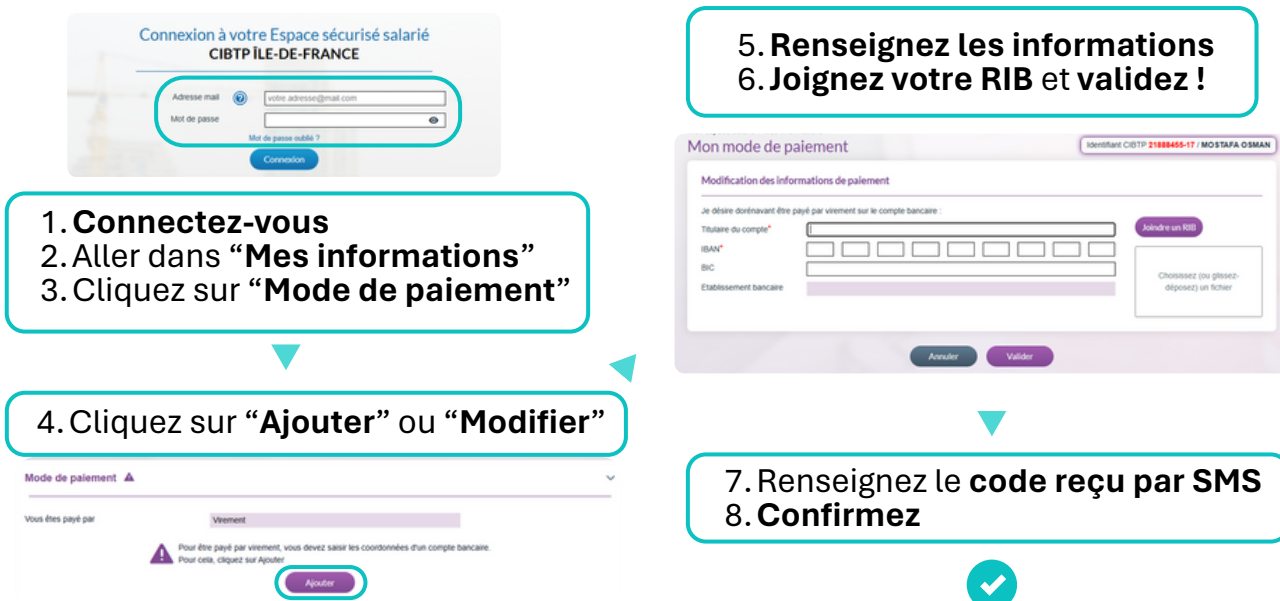 Connexion à votre Espace sécurisé salarié
CIBTP ÎLE-DE-FRANCE
Adresse mail
votre.adresse@mail.com
Mot de passe
Mot de passe oublié ?
Connexion
1. Connectez-vous
2. Aller dans “Mes informations”
3. Cliquez sur “Mode de paiement”
4. Cliquez sur “Ajouter” ou “Modifier”
Mode de paiement
Vous êtes payé par
Virement
Pour être payé par virement, vous devez saisir les coordonnées d'un compte bancaire.
Pour cela, cliquez sur Ajouter
Ajouter
5. Renseignez les informations
6. Joignez votre RIB et validez !
Mon mode de paiement
Identifiant CIBTP 21888455-17 / MOSTAFA OSMAN
Modification des informations de paiement
Je désire dorénavant être payé par virement sur le compte bancaire :
Titulaire du compte*
Joindre un RIB
IBAN*
BIC
Choisissez (ou glissez-
déposez) un fichier
Etablissement bancaire
Annuler
Valider
7. Renseignez le code reçu par SMS
8. Confirmez